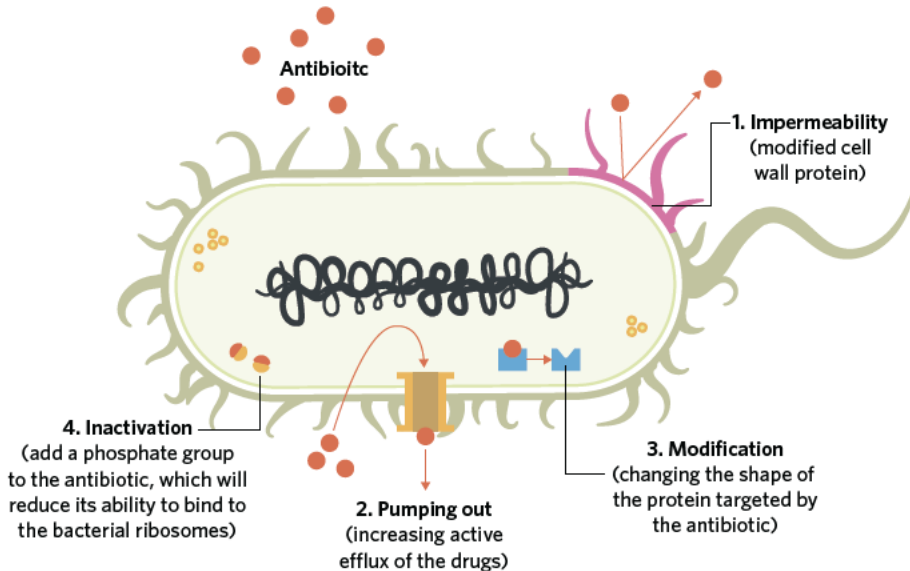 Antibioitc
1. Impermeability
(modified cell
wall protein)
4. Inactivation
(add a phosphate group
to the antibiotic, which will
reduce its ability to bind to
the bacterial ribosomes)
2. Pumping out
(increasing active
efflux of the drugs)
3. Modification
(changing the shape of
the protein targeted by
the antibiotic)